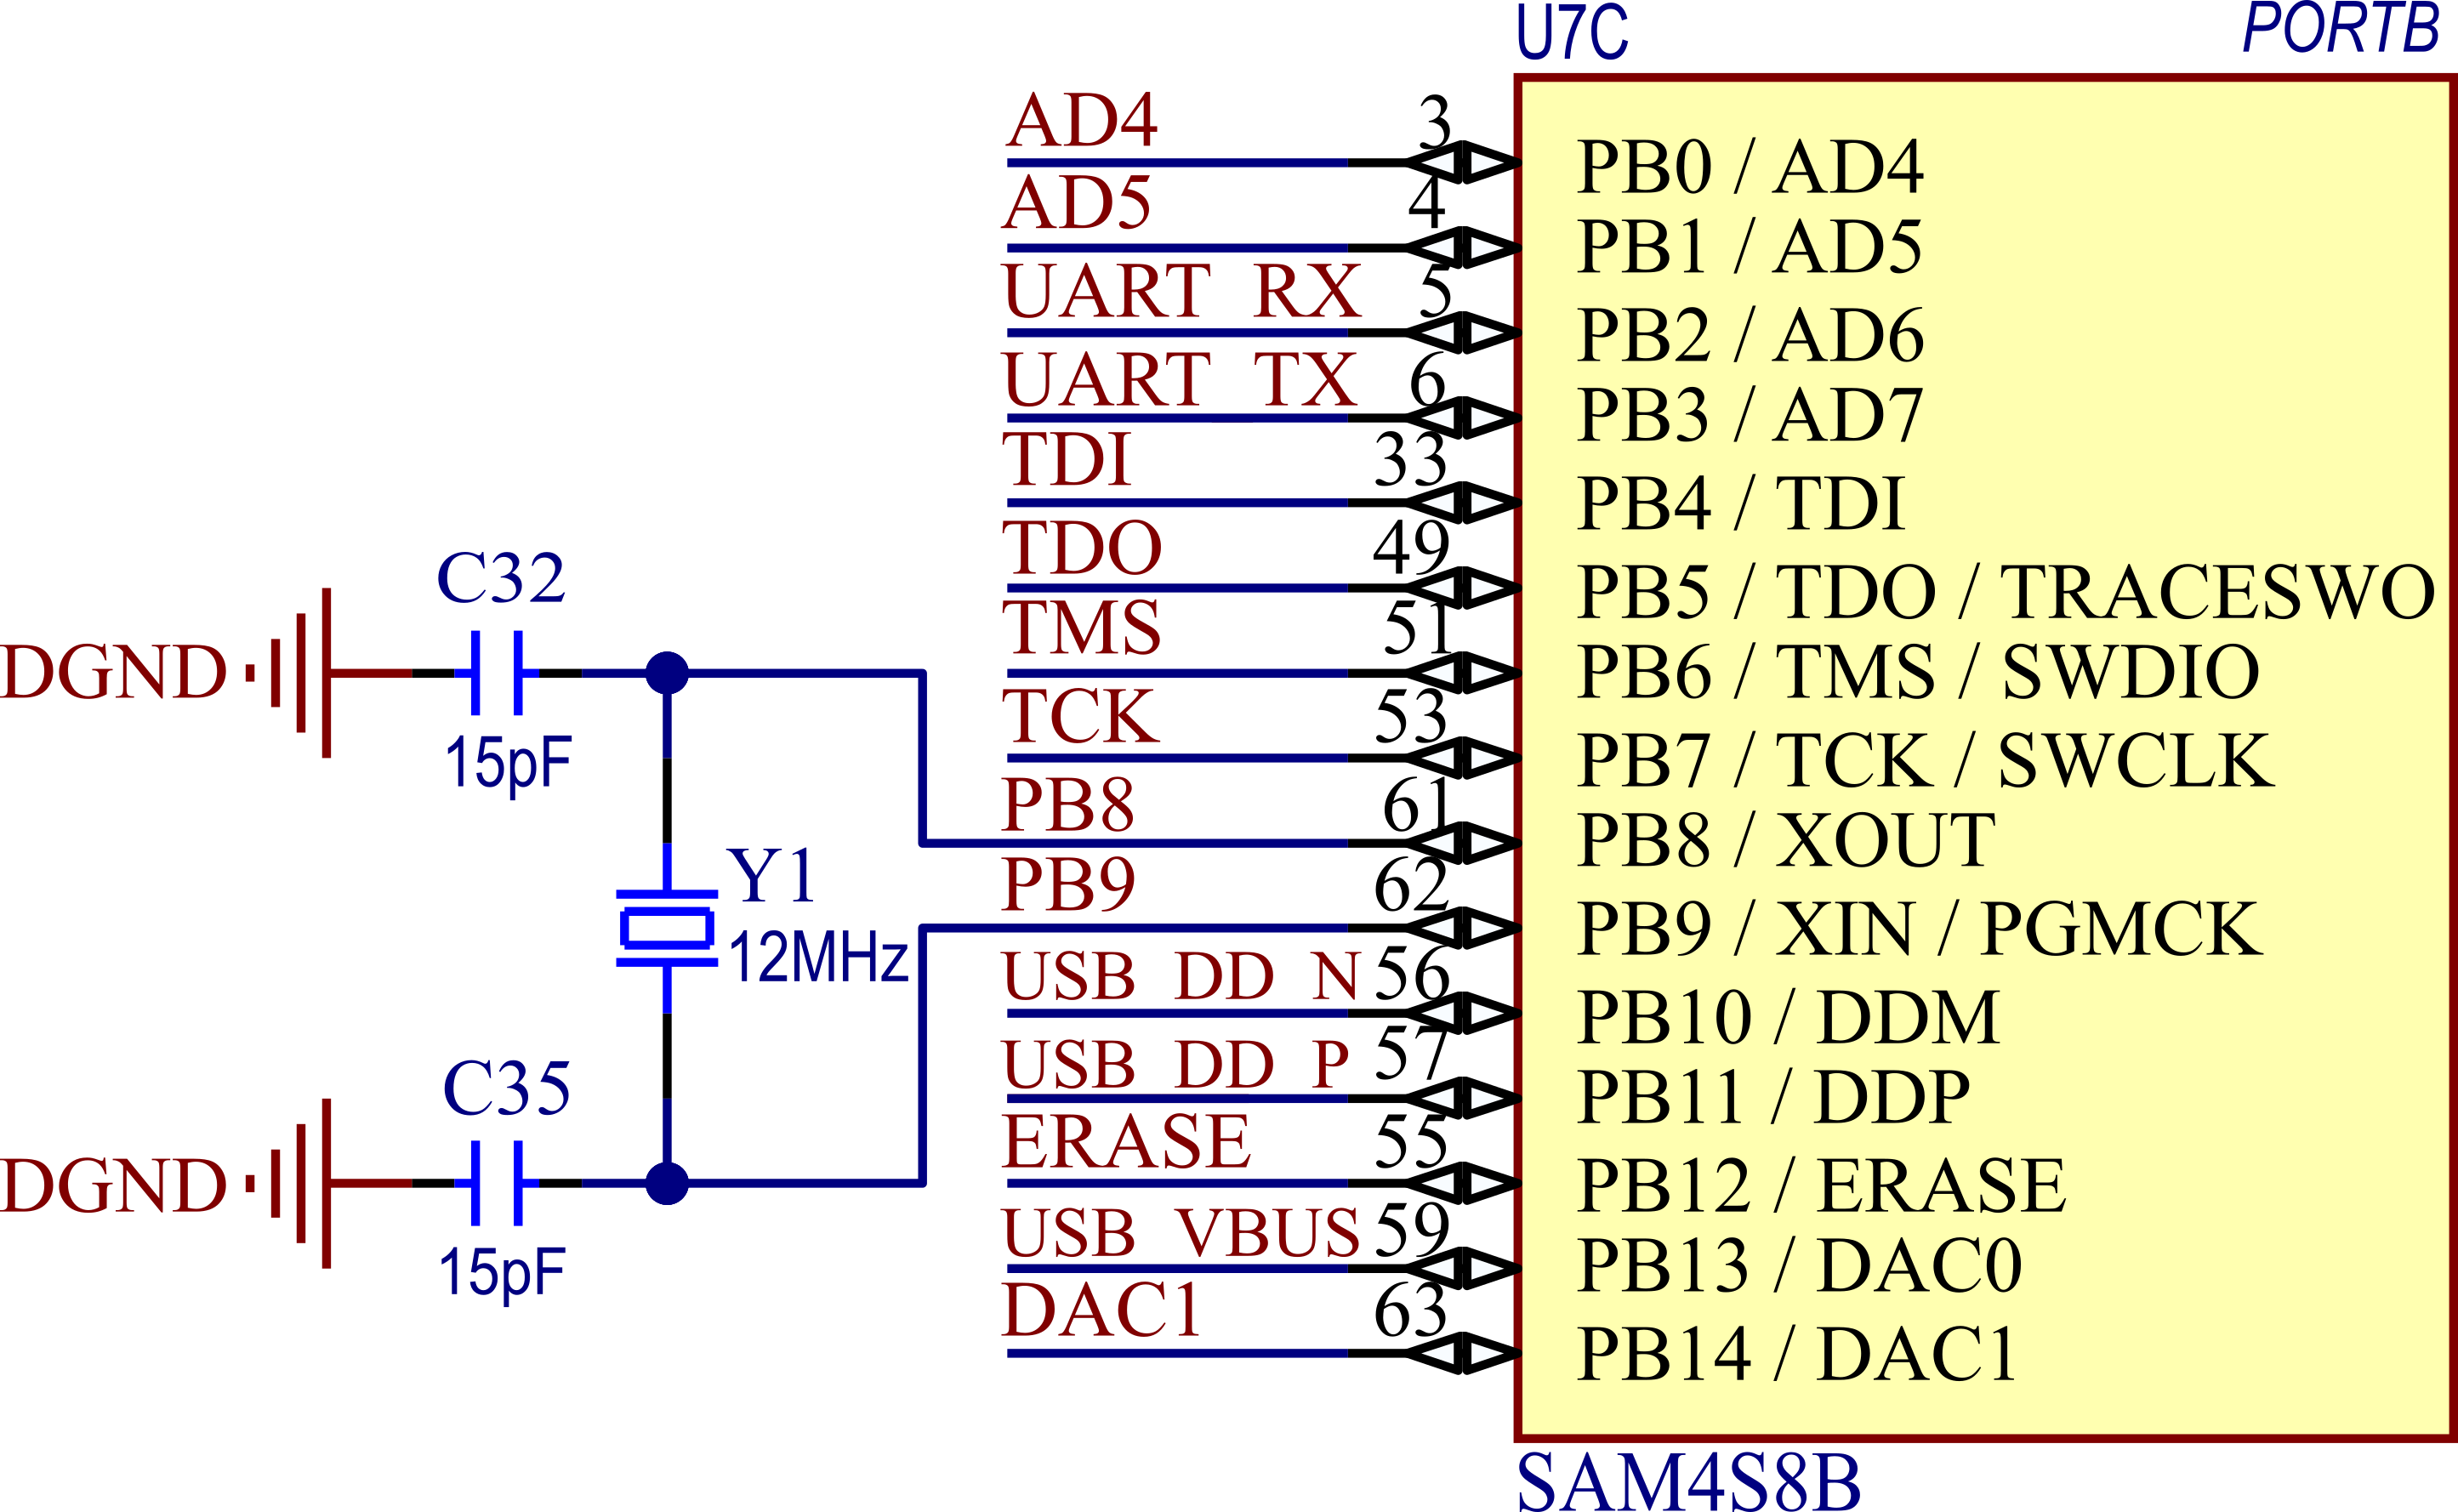 U7C
PORTB
AD4 3 PB0 / AD4
AD5 4 PB1 / AD5
UART RX 5 PB2 / AD6
UART TX 6 PB3 / AD7
TDI 33 PB4 / TDI
TDO 49 PB5 / TDO / TRACESWO
TMS 51 PB6 / TMS / SWDIO
TCK 53 PB7 / TCK / SWCLK
PB8 61 PB8 / XOUT
PB9 62 PB9 / XIN / PGMCK
USB DD N 56 PB10 / DDM
USB DD P 57 PB11 / DDP
ERASE 55 PB12 / ERASE
USB VBUS 59 PB13 / DAC0
DAC1 63 PB14 / DAC1
SAM4S8B
C32
DGND
15pF
Y1
12MHz
C35
DGND
15pF